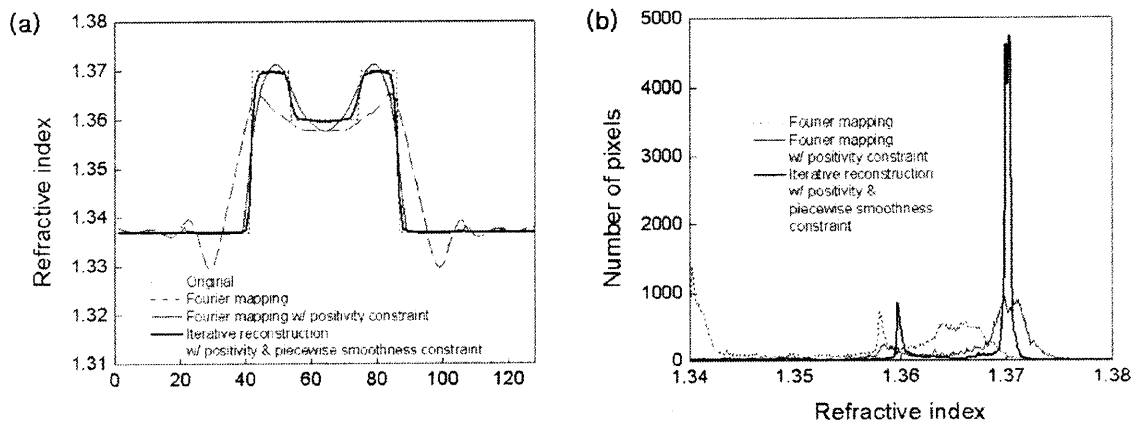 (a)
1.38
1.37
1.36
1.35
1.34
1.33
1.32
1.31
Refractive index
Original
Fourier mapping
Fourier mapping w/ positivity constraint
Iterative reconstruction
w/ positivity & piecewise smoothness constraint
0
20
40
60
80
100
120
(b)
5000
4000
3000
2000
1000
0
Number of pixels
Fourier mapping
Fourier mapping
w/ positivity constraint
Iterative reconstruction
w/ positivity &
piecewise smoothness
constraint
1.34
1.35
1.36
1.37
1.38
Refractive index